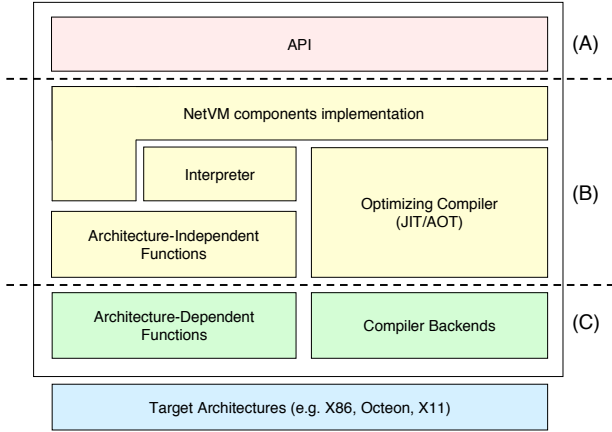 API
(A)
NetVM components implementation
Interpreter
Optimizing Compiler
(JIT/AOT)
(B)
Architecture-Independent
Functions
Architecture-Dependent
Functions
Compiler Backends
(C)
Target Architectures (e.g. X86, Octeon, X11)